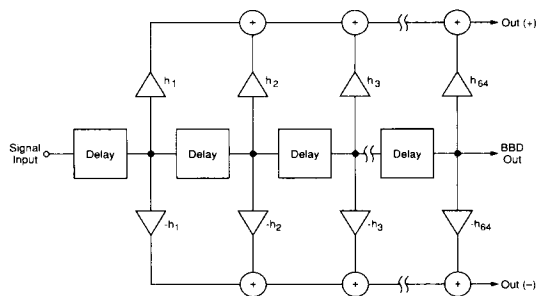 + + + Out (+)
h1 h2 h3 h64
Signal Input Delay Delay Delay Delay BBD Out
-h1 -h2 -h3 -h64
+ + + Out (−)